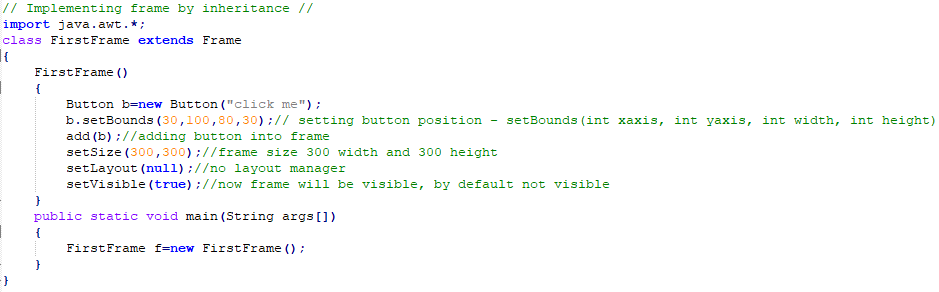 // Implementing frame by inheritance //
import java.awt.*;
class FirstFrame extends Frame
{
FirstFrame()
{
Button b=new Button("click me");
b.setBounds(30,100,80,30);// setting button position - setBounds(int xaxis, int yaxis, int width, int height)
add(b);//adding button into frame
setSize(300,300);//frame size 300 width and 300 height
setLayout(null);//no layout manager
setVisible(true);//now frame will be visible, by default not visible
}
public static void main(String args[])
{
FirstFrame f=new FirstFrame();
}
}